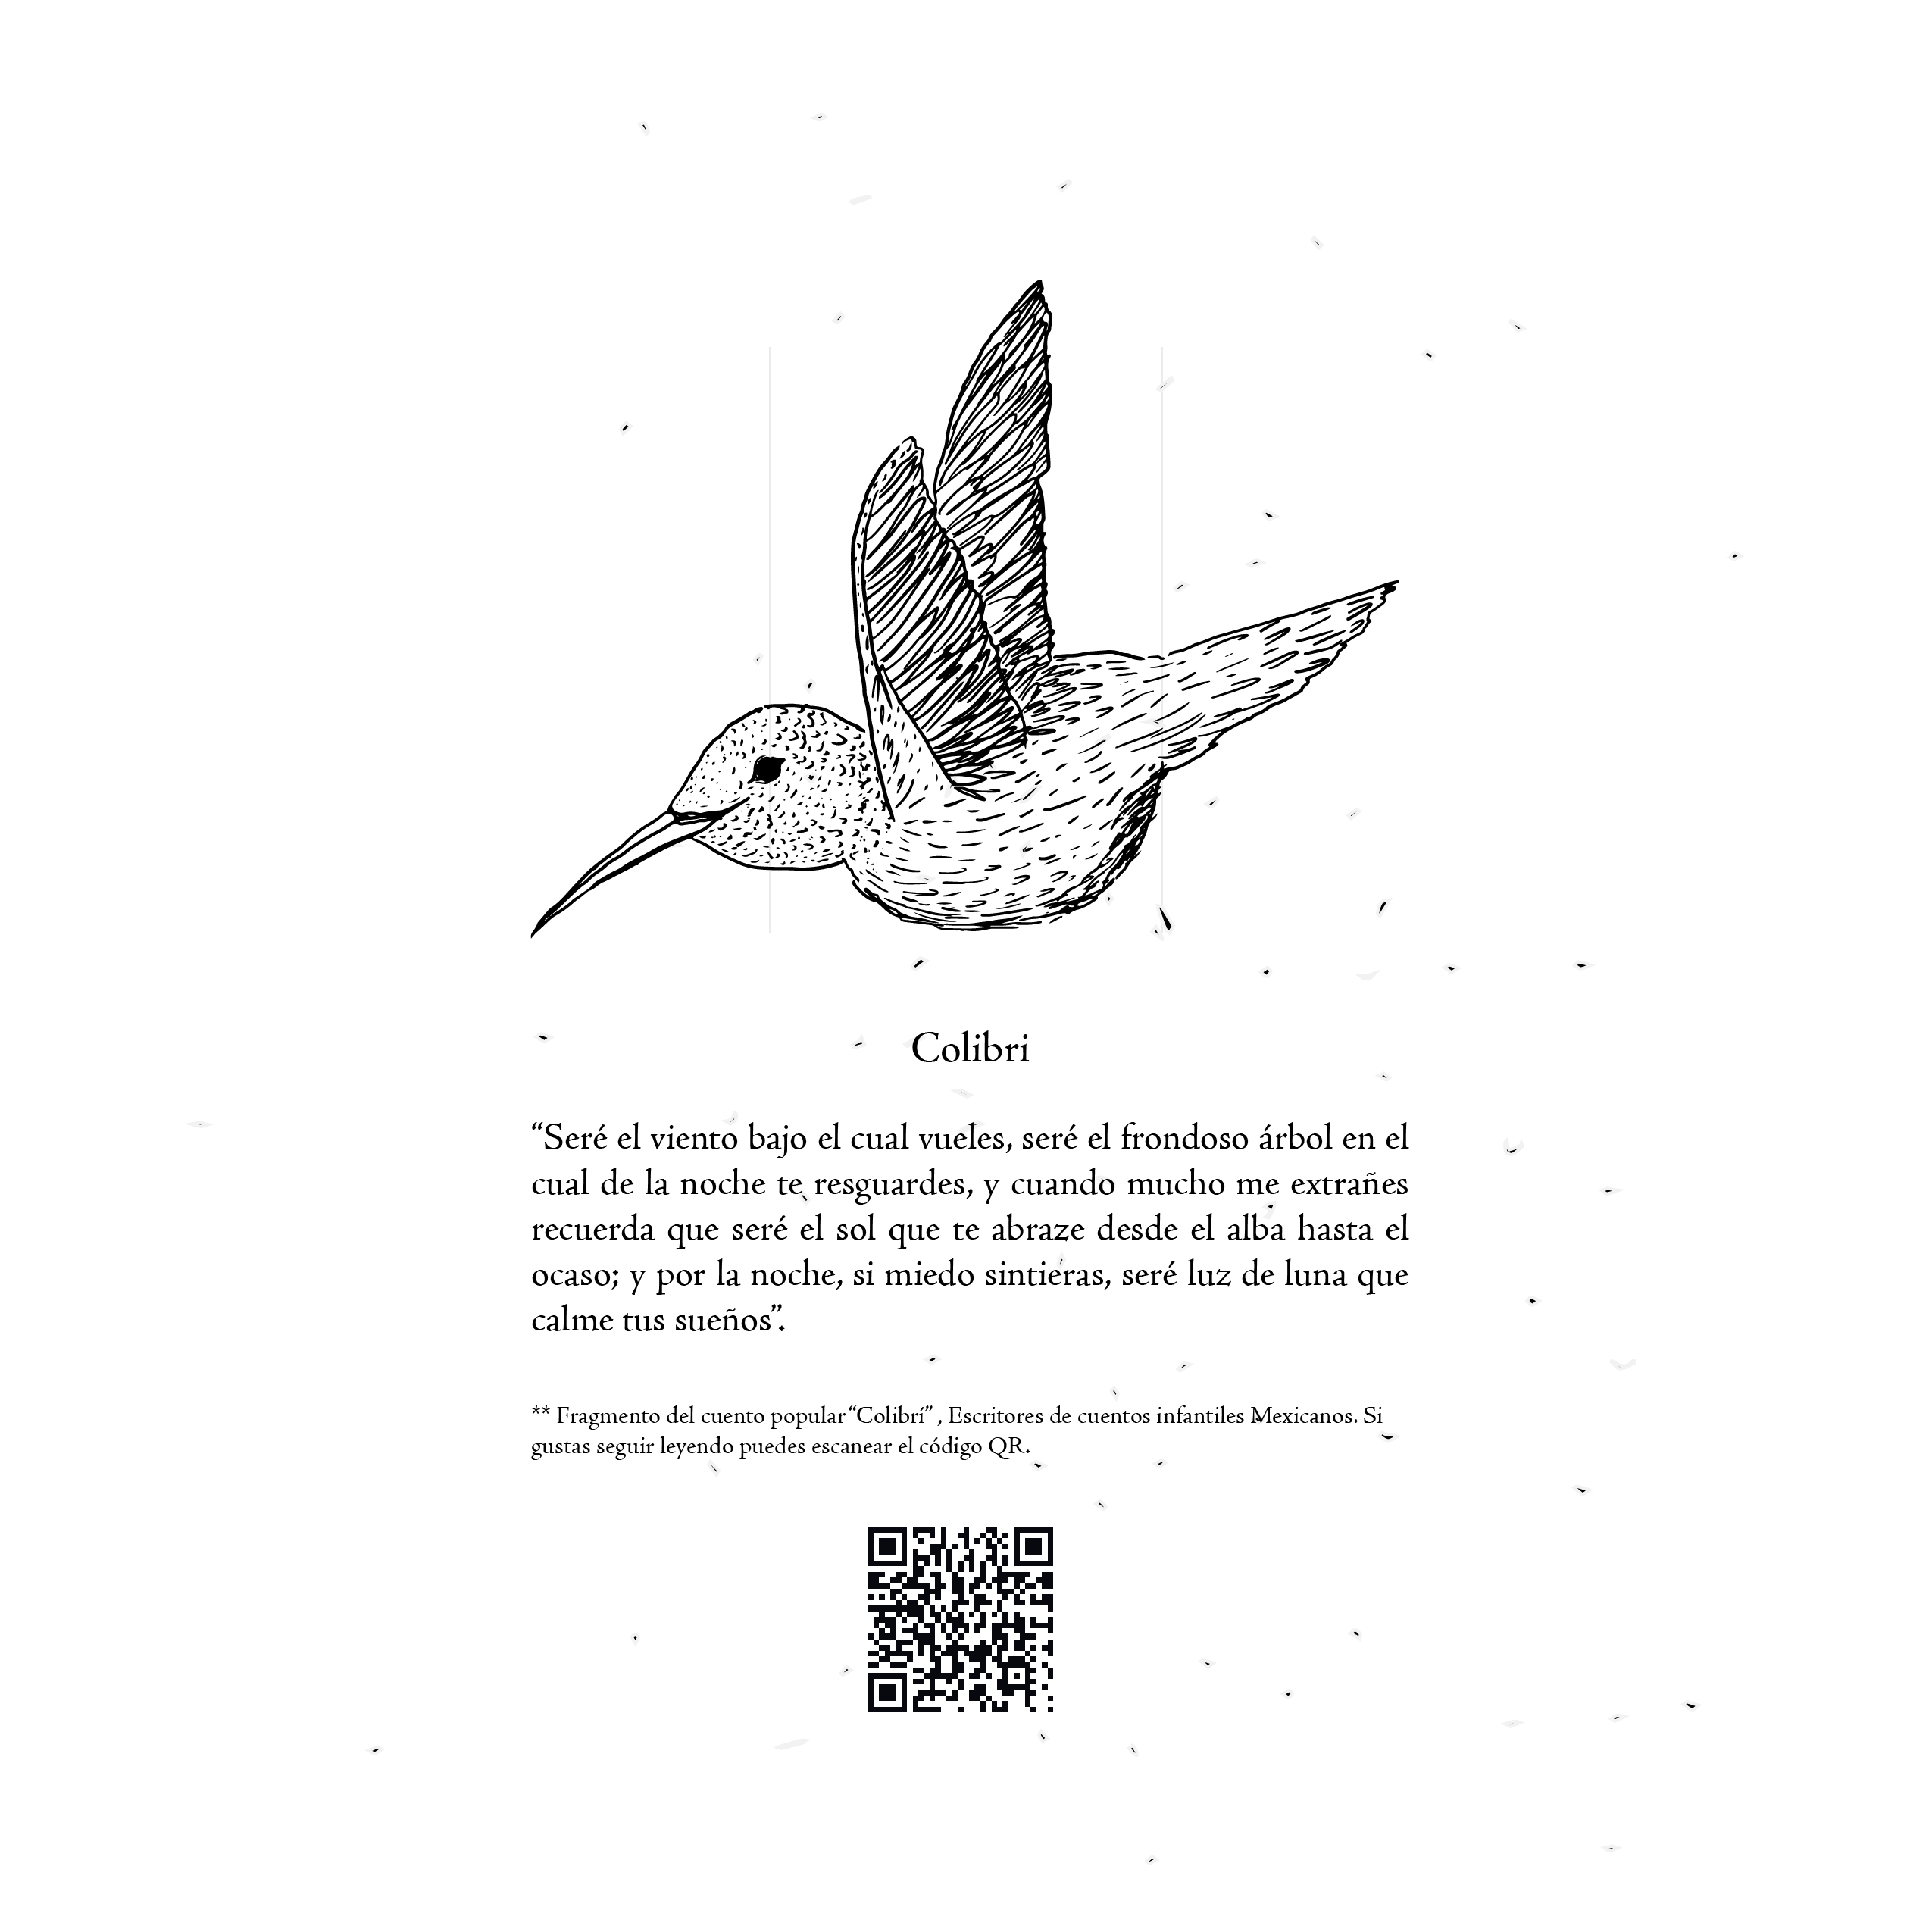 Colibri
“Seré el viento bajo el cual vueles, seré el frondoso árbol en el
cual de la noche te resguardes, y cuando mucho me extrañes
recuerda que seré el sol que te abraze desde el alba hasta el
ocaso; y por la noche, si miedo sintieras, seré luz de luna que
calme tus sueños”.
** Fragmento del cuento popular “Colibrí” , Escritores de cuentos infantiles Mexicanos. Si
gustas seguir leyendo puedes escanear el código QR.